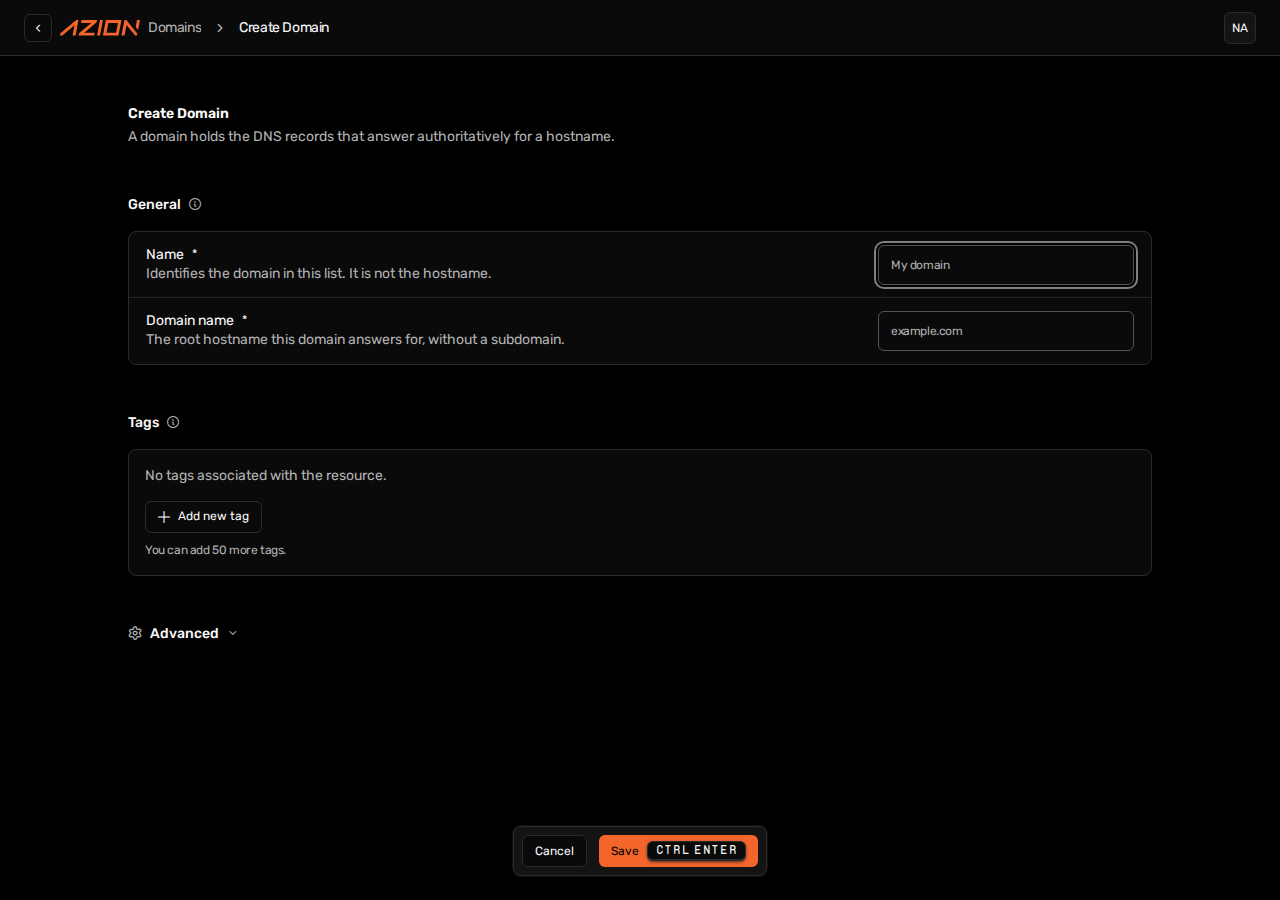 AZION Domains > Create Domain NA
Create Domain
A domain holds the DNS records that answer authoritatively for a hostname.
General
Name *
Identifies the domain in this list. It is not the hostname.
My domain
Domain name *
The root hostname this domain answers for, without a subdomain.
example.com
Tags
No tags associated with the resource.
+ Add new tag
You can add 50 more tags.
Advanced
Cancel Save CTRL ENTER